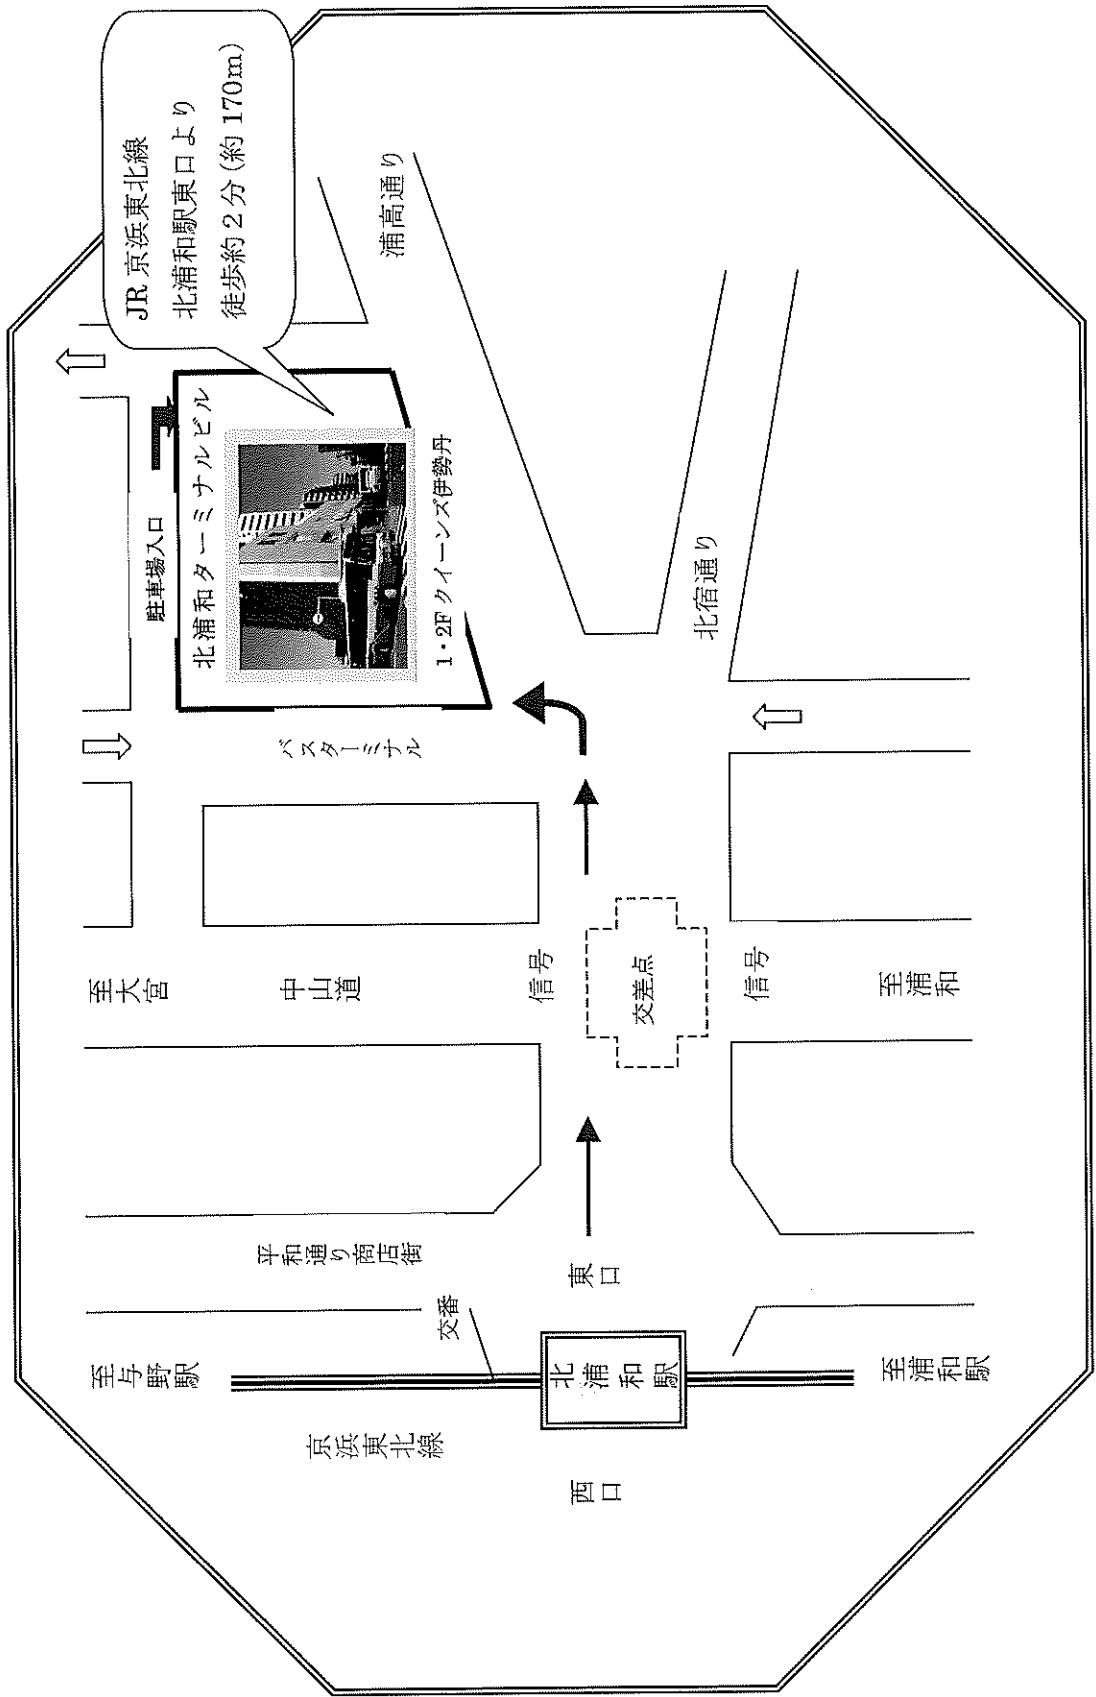 JR 京浜東北線
北浦和駅東口より
徒歩約2分(約 170m)
駐車場入口
北浦和ターミナルビル
1・2F クイーンズ伊勢丹
浦高通り
北宿通り
バスターミナル
至大宮
中山道
信号
交差点
信号
至浦和
平和通り商店街
東口
交番
至与野駅
北浦和駅
至浦和駅
京浜東北線
西口